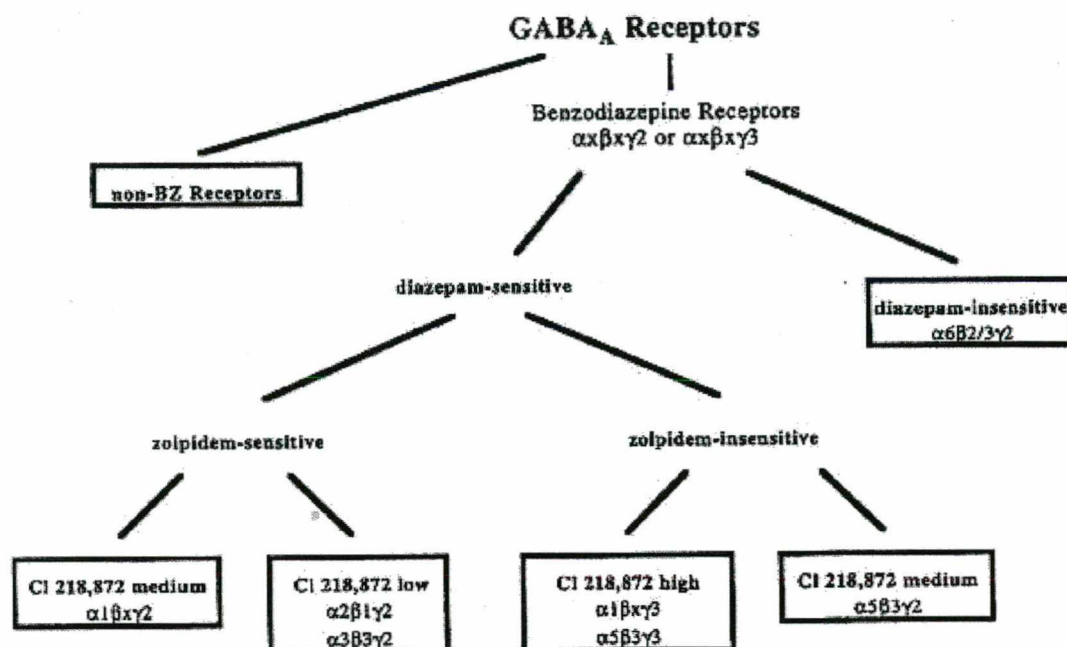 GABAA Receptors
Benzodiazepine Receptors
αxβxγ2 or αxβxγ3
non-BZ Receptors
diazepam-sensitive
diazepam-insensitive
α6β2/3γ2
zolpidem-sensitive
zolpidem-insensitive
Cl 218,872 medium
α1βxγ2
Cl 218,872 low
α2β1γ2
α3β3γ2
Cl 218,872 high
α1βxγ3
α5β3γ3
Cl 218,872 medium
α5β3γ2